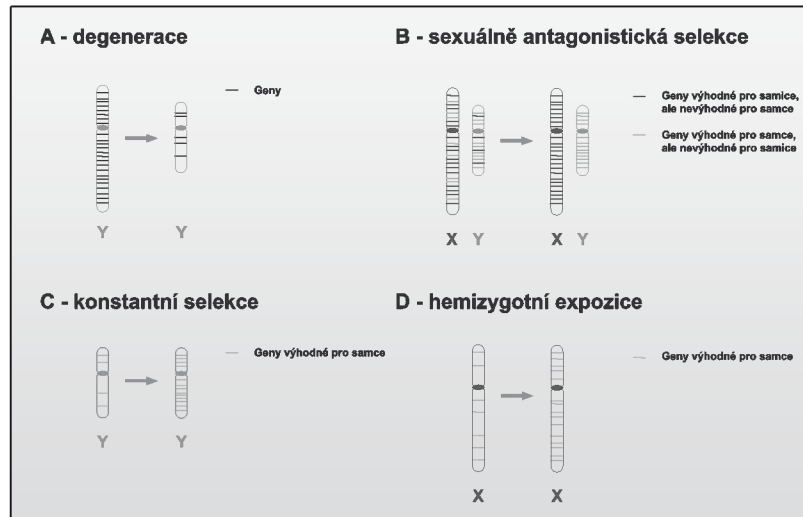 A - degenerace
Geny
Y Y
B - sexuálně antagonistická selekce
Geny výhodné pro samice,
ale nevýhodné pro samce
Geny výhodné pro samce,
ale nevýhodné pro samice
X Y X Y
C - konstantní selekce
Geny výhodné pro samce
Y Y
D - hemizygotní expozice
Geny výhodné pro samce
X X